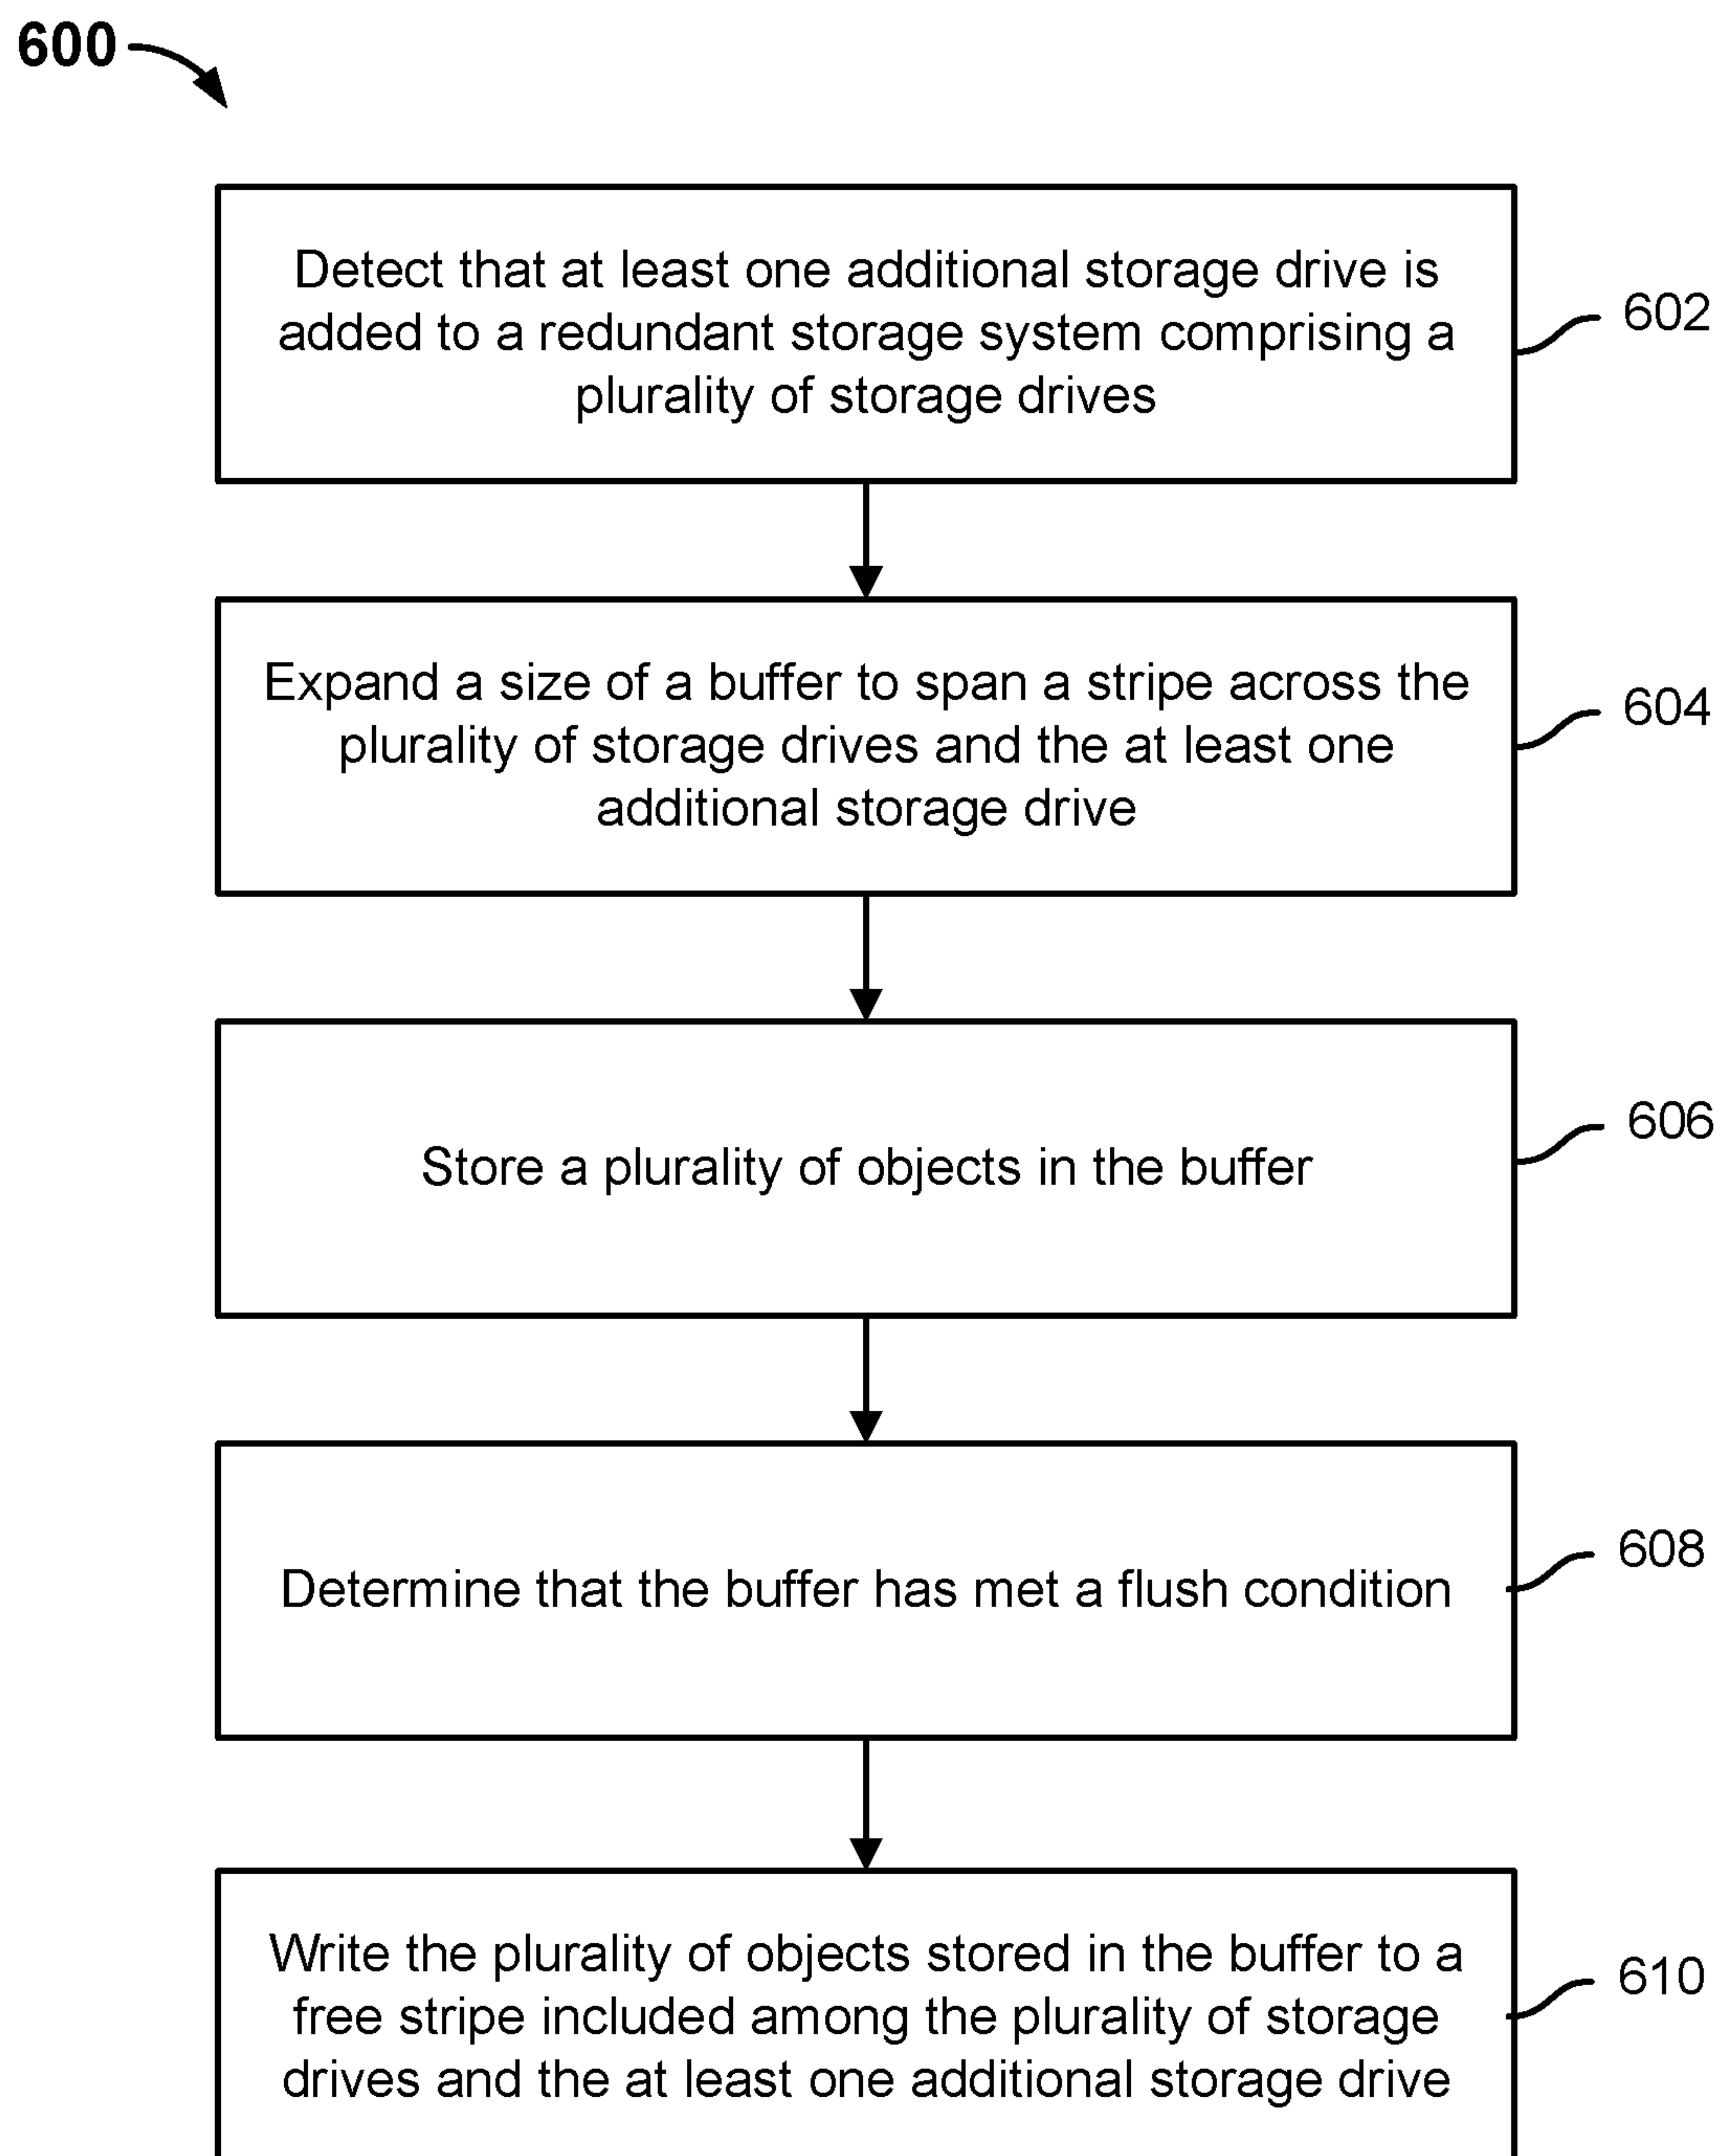 600
Detect that at least one additional storage drive is
added to a redundant storage system comprising a
plurality of storage drives
602
Expand a size of a buffer to span a stripe across the
plurality of storage drives and the at least one
additional storage drive
604
Store a plurality of objects in the buffer
606
Determine that the buffer has met a flush condition
608
Write the plurality of objects stored in the buffer to a
free stripe included among the plurality of storage
drives and the at least one additional storage drive
610